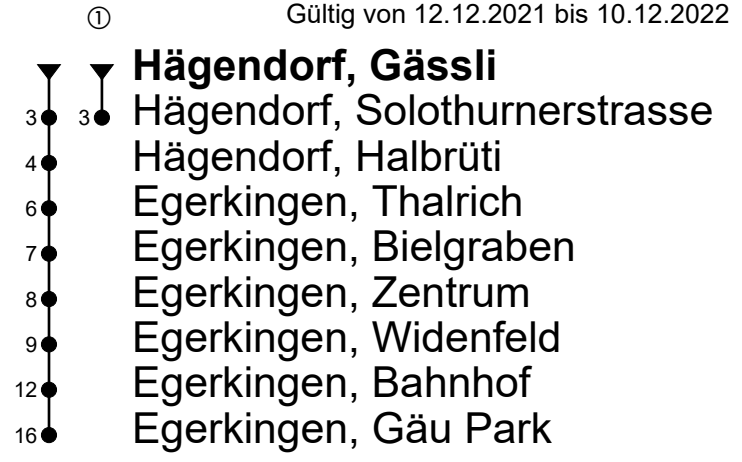 ① Gültig von 12.12.2021 bis 10.12.2022
Hägendorf, Gässli
3 3 Hägendorf, Solothurnerstrasse
4 Hägendorf, Halbrüti
6 Egerkingen, Thalrich
7 Egerkingen, Bielgraben
8 Egerkingen, Zentrum
9 Egerkingen, Widenfeld
12 Egerkingen, Bahnhof
16 Egerkingen, Gäu Park